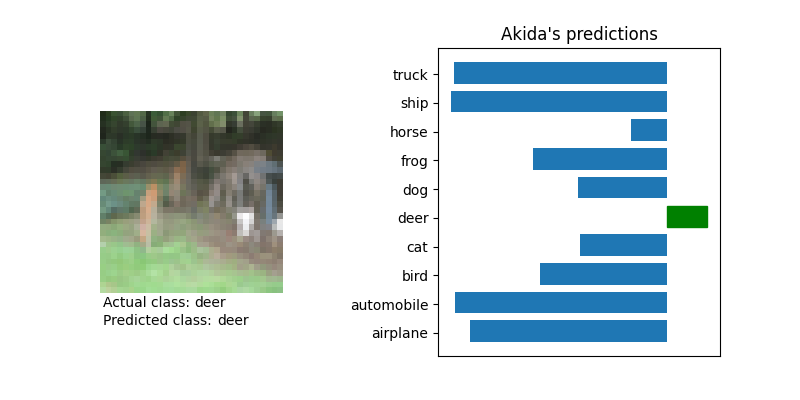 Akida's predictions
truck
ship
horse
frog
dog
deer
cat
bird
automobile
airplane
Actual class: deer
Predicted class: deer